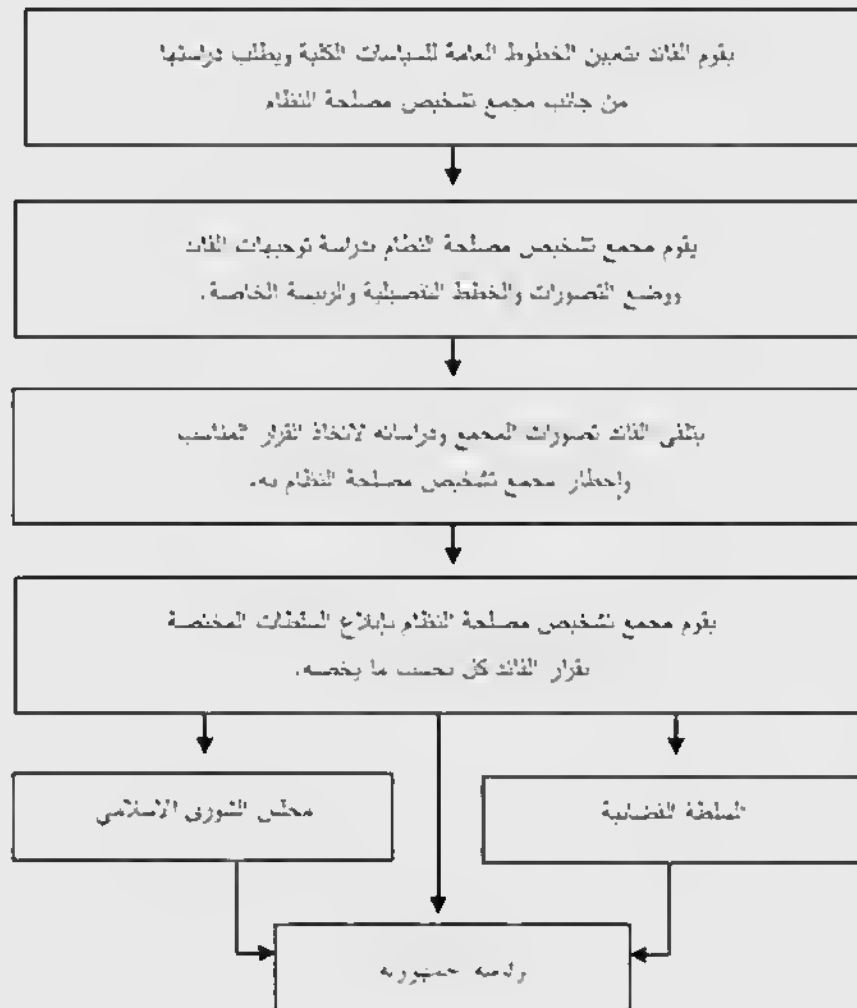 يقوم القائد بتعيين الخطوط العامة للسياسات الكلية ويطلب دراستها
من جانب مجمع تشخيص مصلحة النظام
يقوم مجمع تشخيص مصلحة النظام بدراسة توجيهات القائد
ووضع التصورات والخطط التفصيلية والرئيسة الخاصة.
يتلقى القائد تصورات المجمع ودراساته لاتخاذ القرار المناسب
وإخطار مجمع تشخيص مصلحة النظام به.
يقوم مجمع تشخيص مصلحة النظام بإبلاغ السلطات المختصة
بقرار القائد كل بحسب ما يخصه.
مجلس الشورى الاسلامي
السلطة القضائية